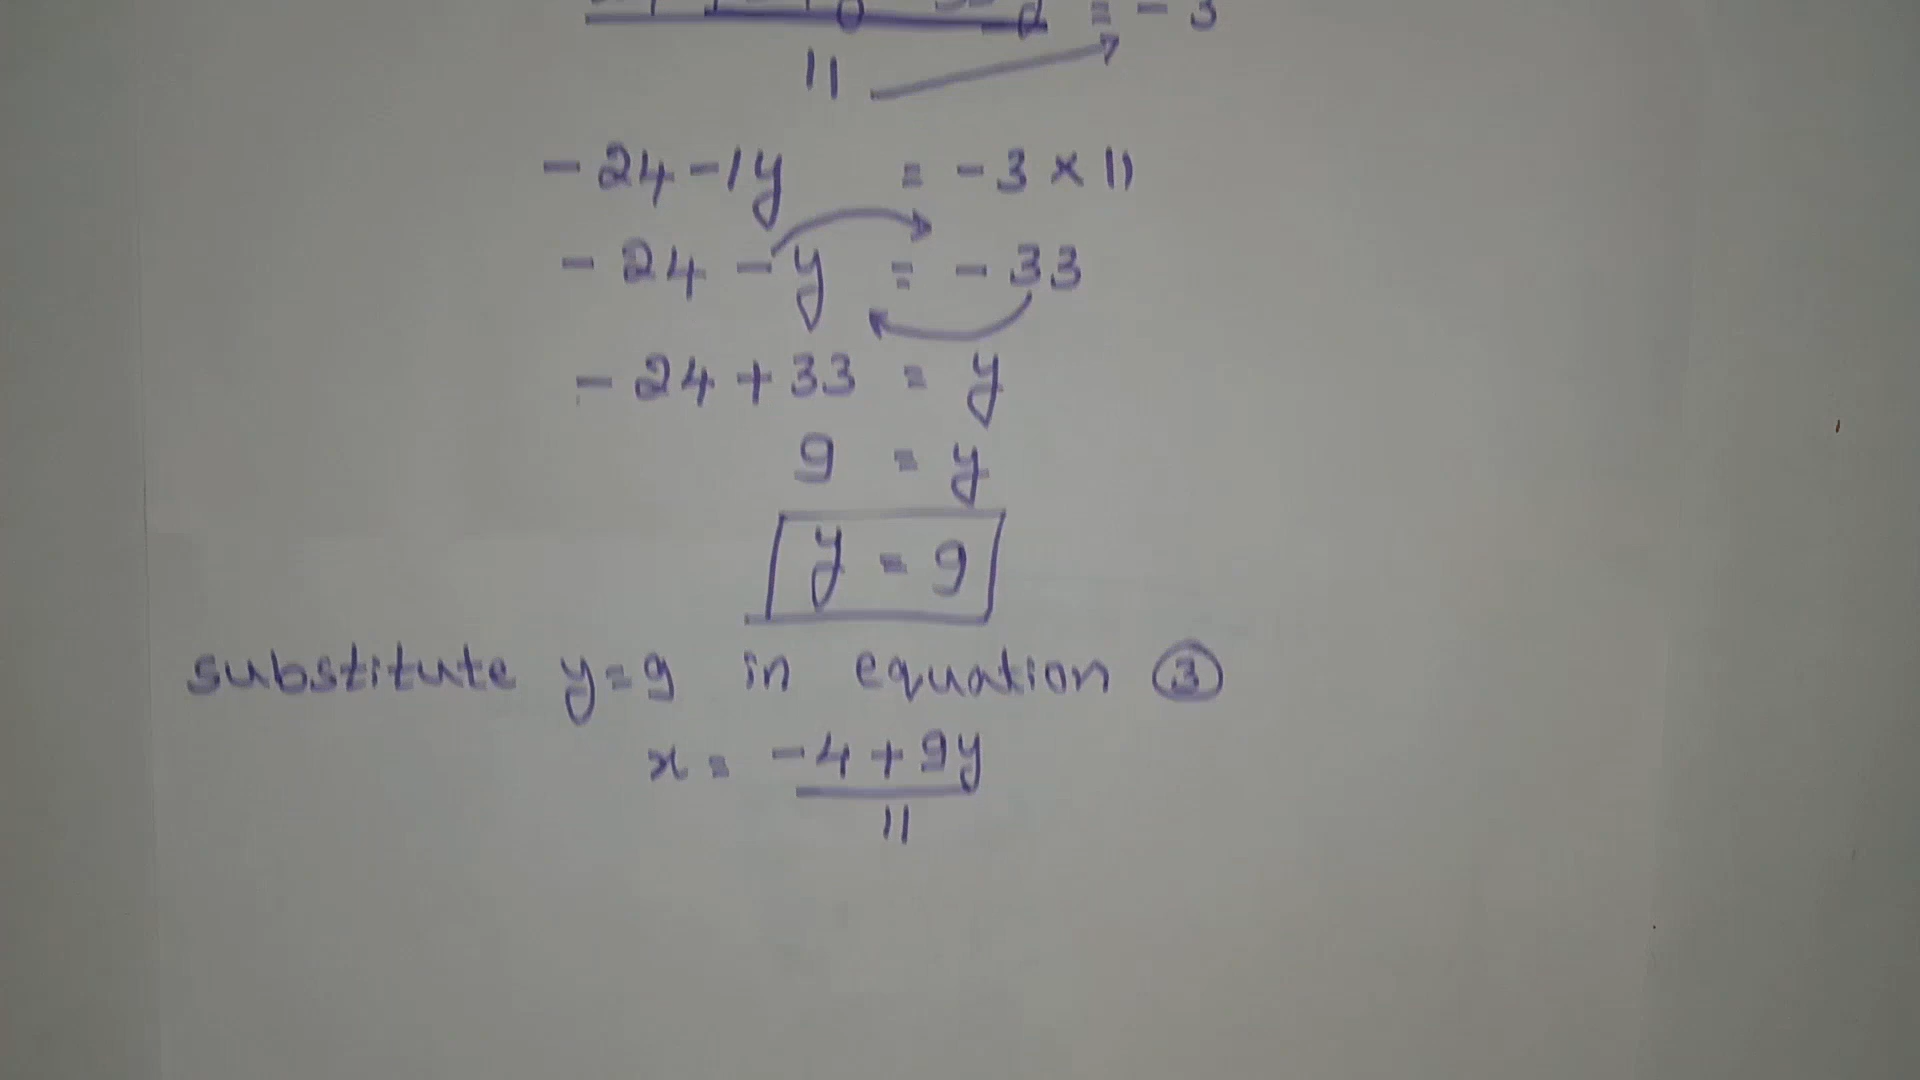 = - 3
11
- 24 - 1y = - 3 × 11
- 24 - y = - 33
- 24 + 33 = y
9 = y
y = 9
substitute y = 9 in equation ③
x = - 4 + 9y
11